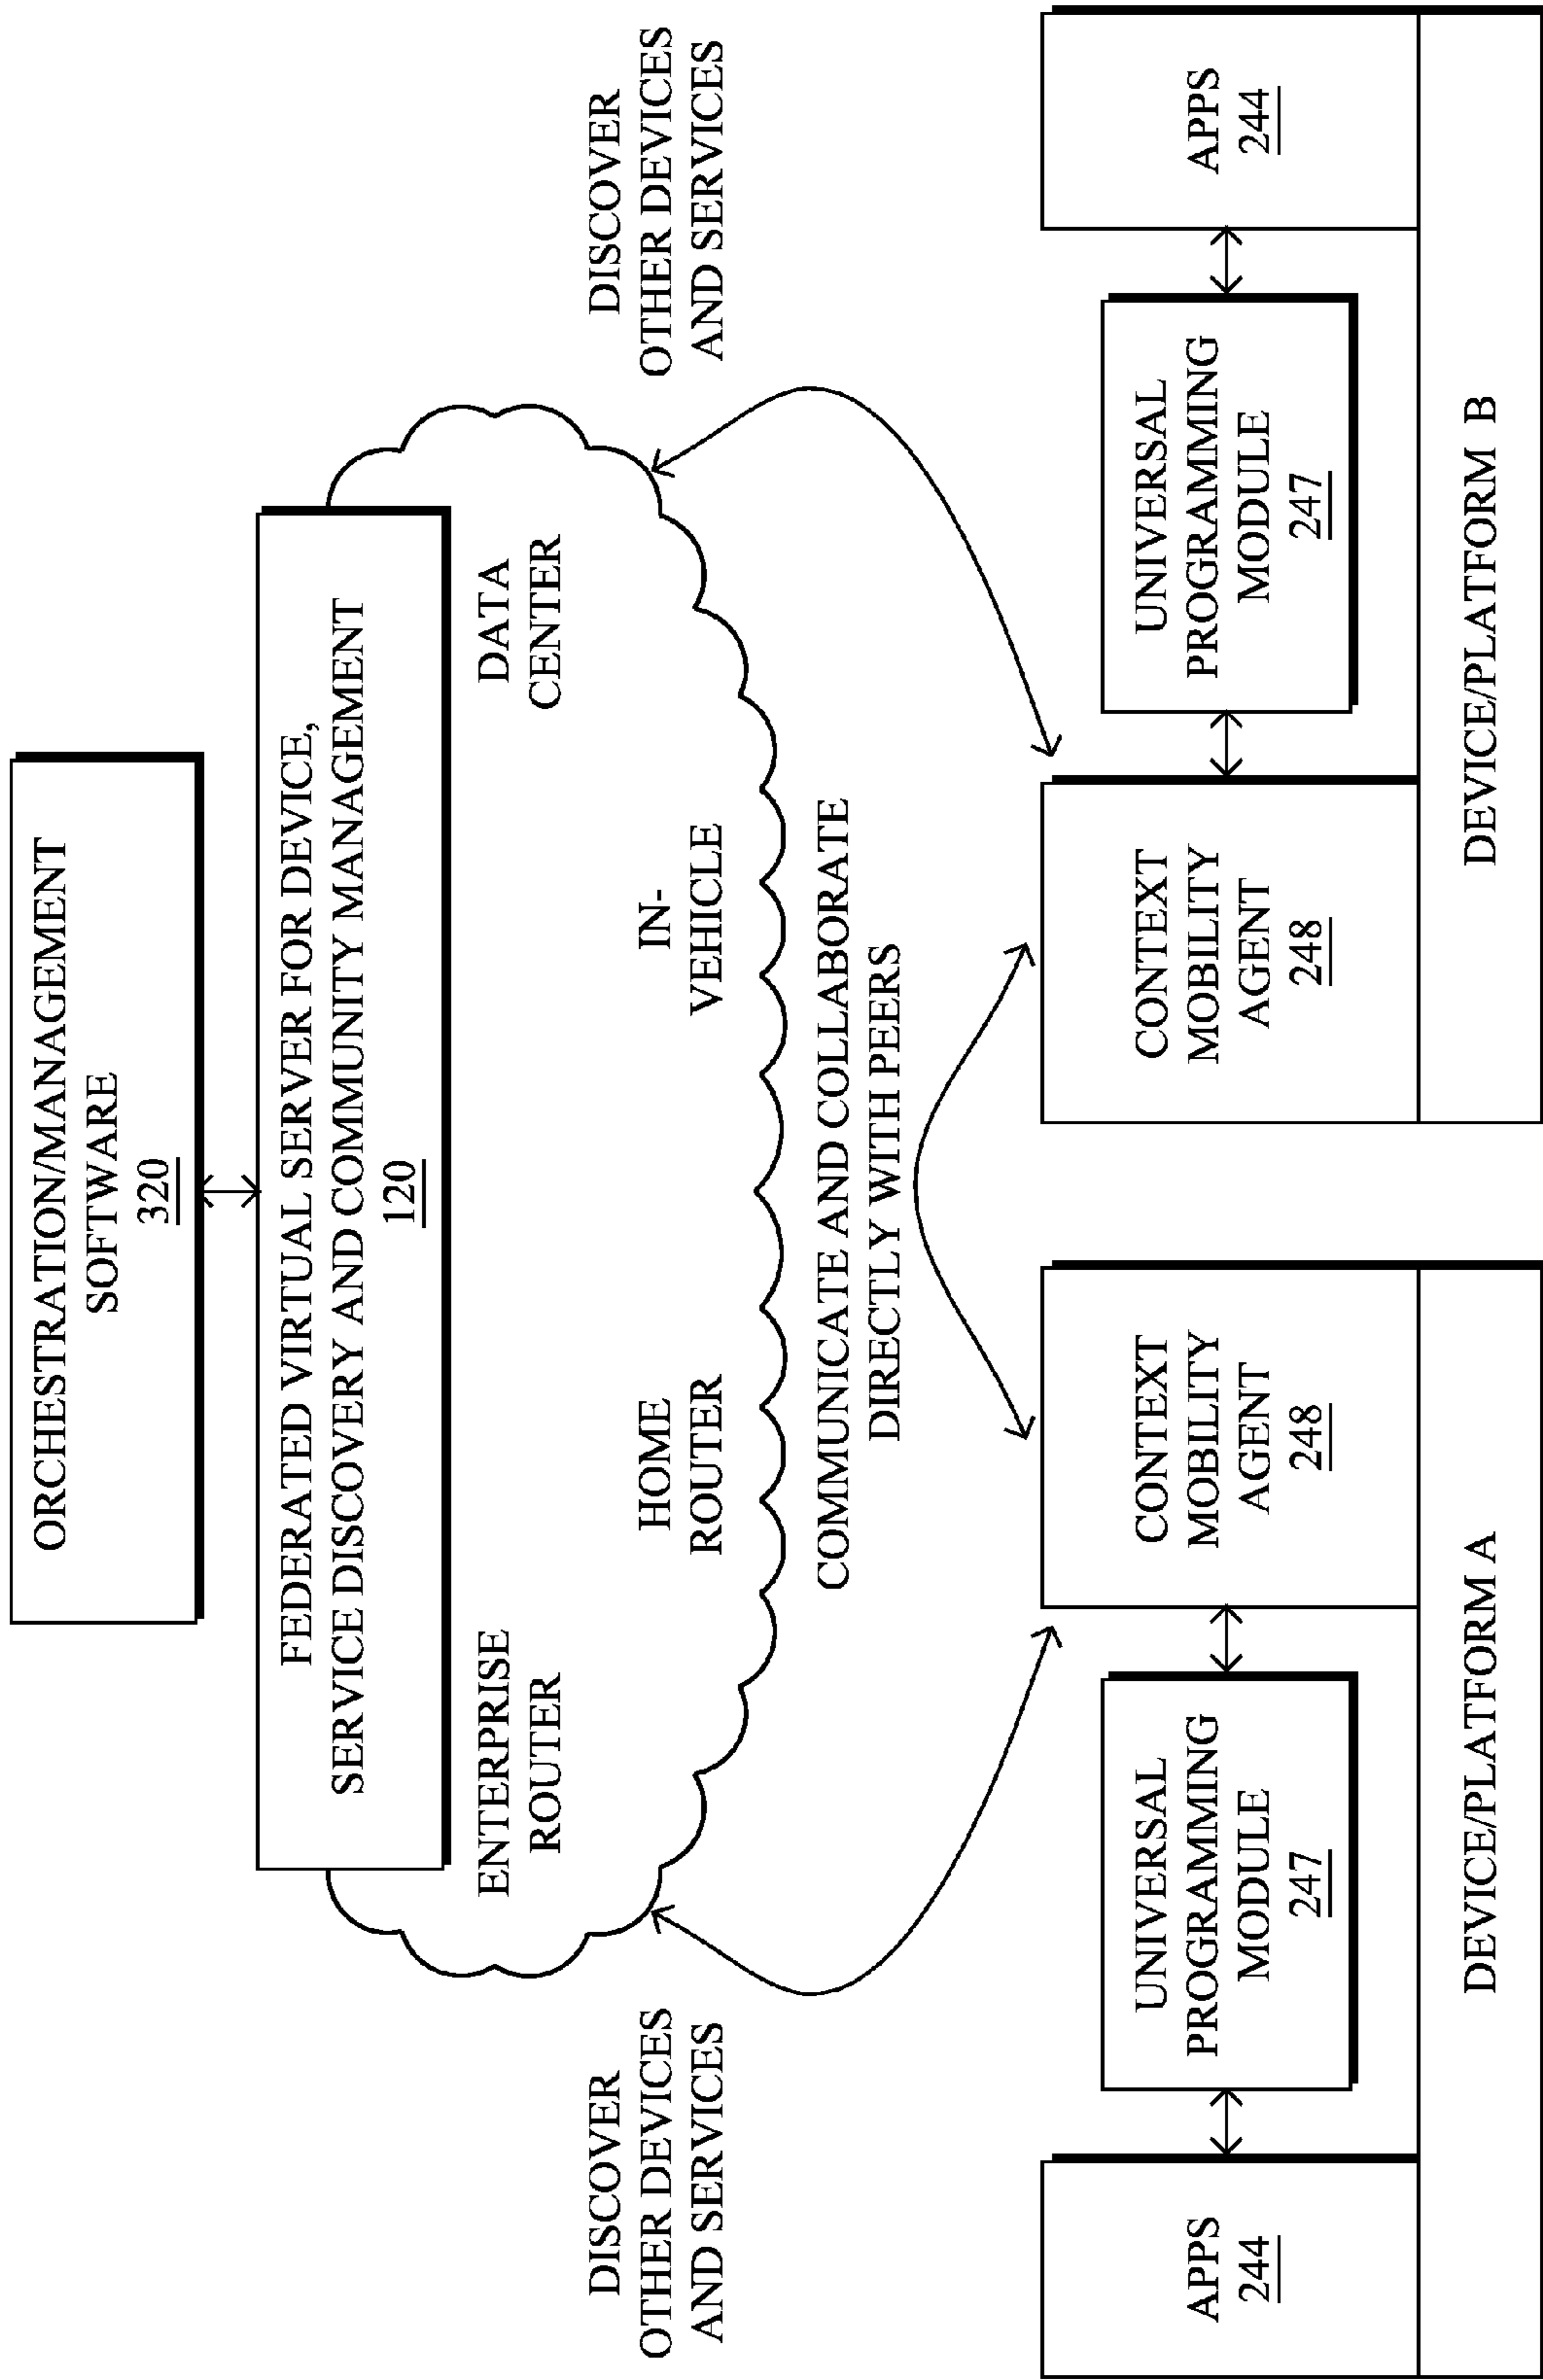 ORCHESTRATION/MANAGEMENT
SOFTWARE
320
FEDERATED VIRTUAL SERVER FOR DEVICE,
SERVICE DISCOVERY AND COMMUNITY MANAGEMENT
120
ENTERPRISE
ROUTER
DATA
CENTER
HOME
ROUTER
IN-
VEHICLE
DISCOVER
OTHER DEVICES
AND SERVICES
DISCOVER
OTHER DEVICES
AND SERVICES
COMMUNICATE AND COLLABORATE
DIRECTLY WITH PEERS
APPS
244
UNIVERSAL
PROGRAMMING
MODULE
247
CONTEXT
MOBILITY
AGENT
248
DEVICE/PLATFORM A
CONTEXT
MOBILITY
AGENT
248
UNIVERSAL
PROGRAMMING
MODULE
247
APPS
244
DEVICE/PLATFORM B